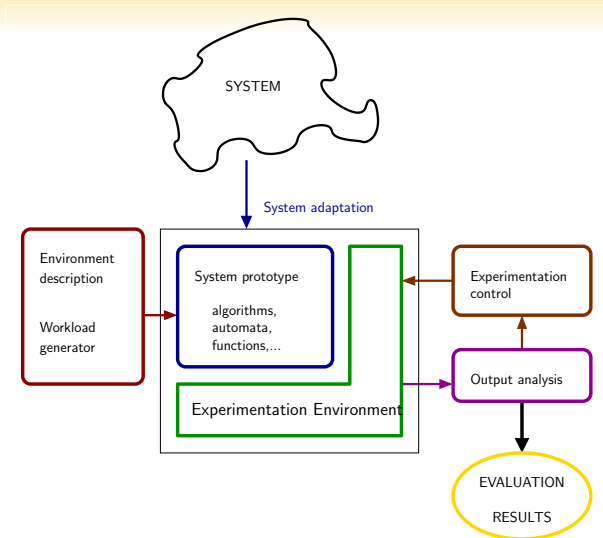 SYSTEM
System adaptation
Environment
description
Workload
generator
System prototype
algorithms,
automata,
functions,...
Experimentation Environment
Experimentation
control
Output analysis
EVALUATION
RESULTS